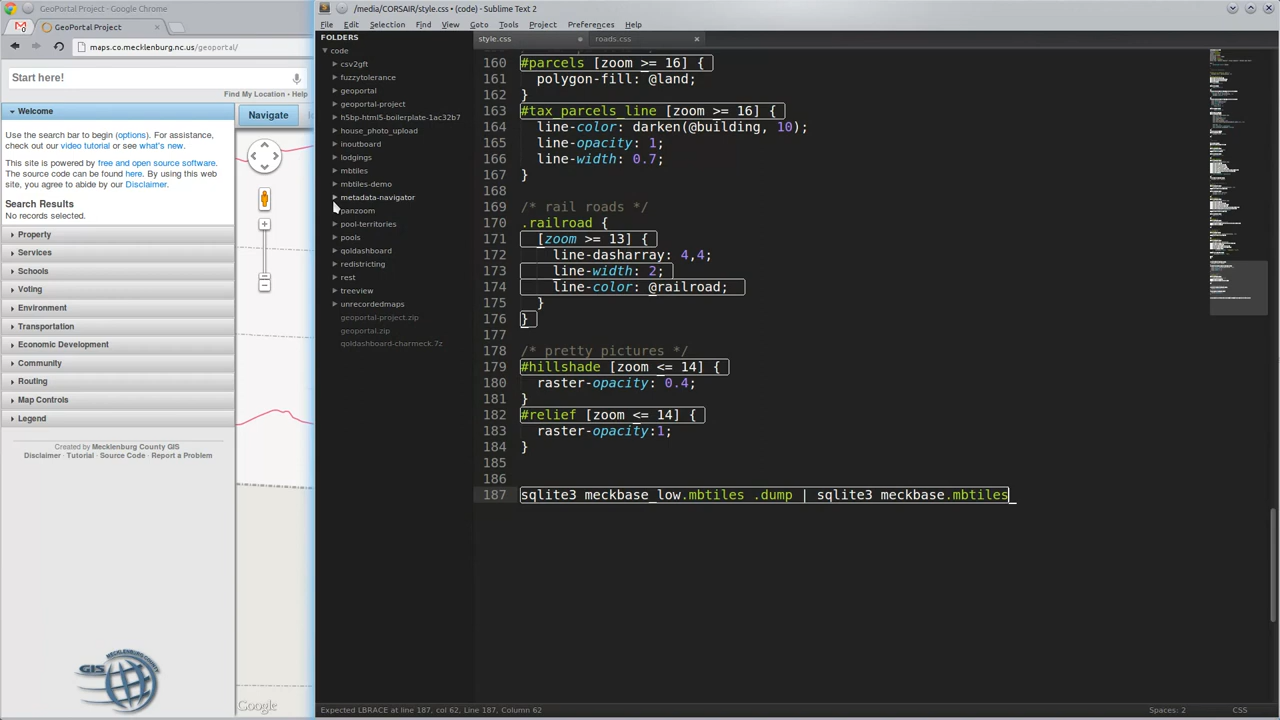 GeoPortal Project - Google Chrome
GeoPortal Project
maps.co.mecklenburg.nc.us/geoportal/
Start here!
Find My Location • Help
Welcome
Navigate
Use the search bar to begin (options). For assistance,
check out our video tutorial or see what's new.
This site is powered by free and open source software.
The source code can be found here. By using this web
site, you agree to abide by our Disclaimer.
Search Results
No records selected.
Property
Services
Schools
Voting
Environment
Transportation
Economic Development
Community
Routing
Map Controls
Legend
Created by Mecklenburg County GIS
Disclaimer · Tutorial · Source Code · Report a Problem
GIS
MECKLENBURG
COUNTY
Google
/media/CORSAIR/style.css • (code) - Sublime Text 2
File Edit Selection Find View Goto Tools Project Preferences Help
FOLDERS
code
csv2gft
fuzzytolerance
geoportal
geoportal-project
h5bp-html5-boilerplate-1ac32b7
house_photo_upload
inoutboard
lodgings
mbtiles
mbtiles-demo
metadata-navigator
panzoom
pool-territories
pools
qoldashboard
redistricting
rest
treeview
unrecordedmaps
geoportal-project.zip
geoportal.zip
qoldashboard-charmeck.7z
style.css
roads.css
160 #parcels [zoom >= 16] {
161 polygon-fill: @land;
162 }
163 #tax_parcels_line [zoom >= 16] {
164 line-color: darken(@building, 10);
165 line-opacity: 1;
166 line-width: 0.7;
167 }
168
169 /* rail roads */
170 .railroad {
171 [zoom >= 13] {
172 line-dasharray: 4,4;
173 line-width: 2;
174 line-color: @railroad;
175 }
176 }
177
178 /* pretty pictures */
179 #hillshade [zoom <= 14] {
180 raster-opacity: 0.4;
181 }
182 #relief [zoom <= 14] {
183 raster-opacity:1;
184 }
185
186
187 sqlite3 meckbase_low.mbtiles .dump | sqlite3 meckbase.mbtiles
Expected LBRACE at line 187, col 62, Line 187, Column 62
Spaces: 2
CSS